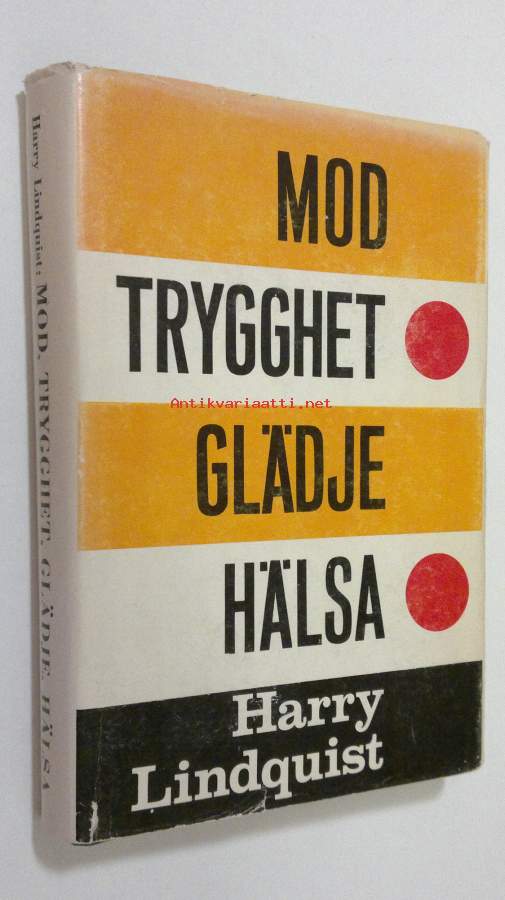 Harry Lindquist: MOD, TRYGGHET, GLÄDJE, HÄLSA
MOD
TRYGGHET
Antikvariaatti.net
GLÄDJE
HÄLSA
Harry
Lindquist